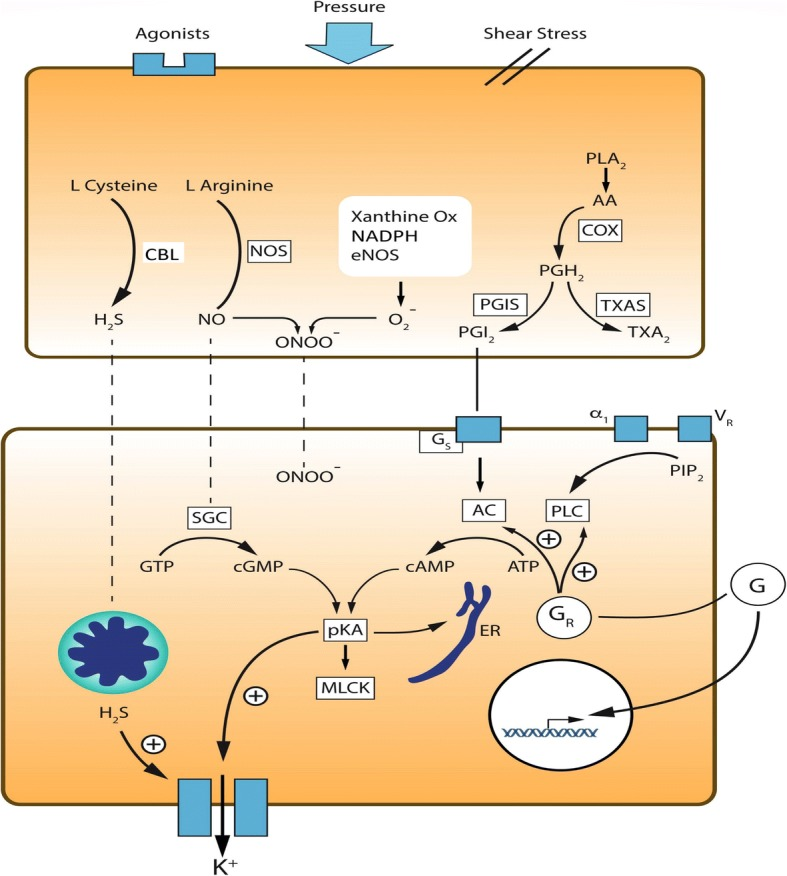 Pressure
Agonists
Shear Stress
PLA2
L Cysteine
L Arginine
AA
Xanthine Ox
NADPH
eNOS
COX
CBL
NOS
PGH2
PGIS
TXAS
H2S
NO
O2−
PGI2
TXA2
ONOO−
α1
VR
GS
PIP2
ONOO−
SGC
AC
PLC
+
GTP
cGMP
cAMP
ATP
+
G
GR
pKA
ER
MLCK
+
H2S
+
K+